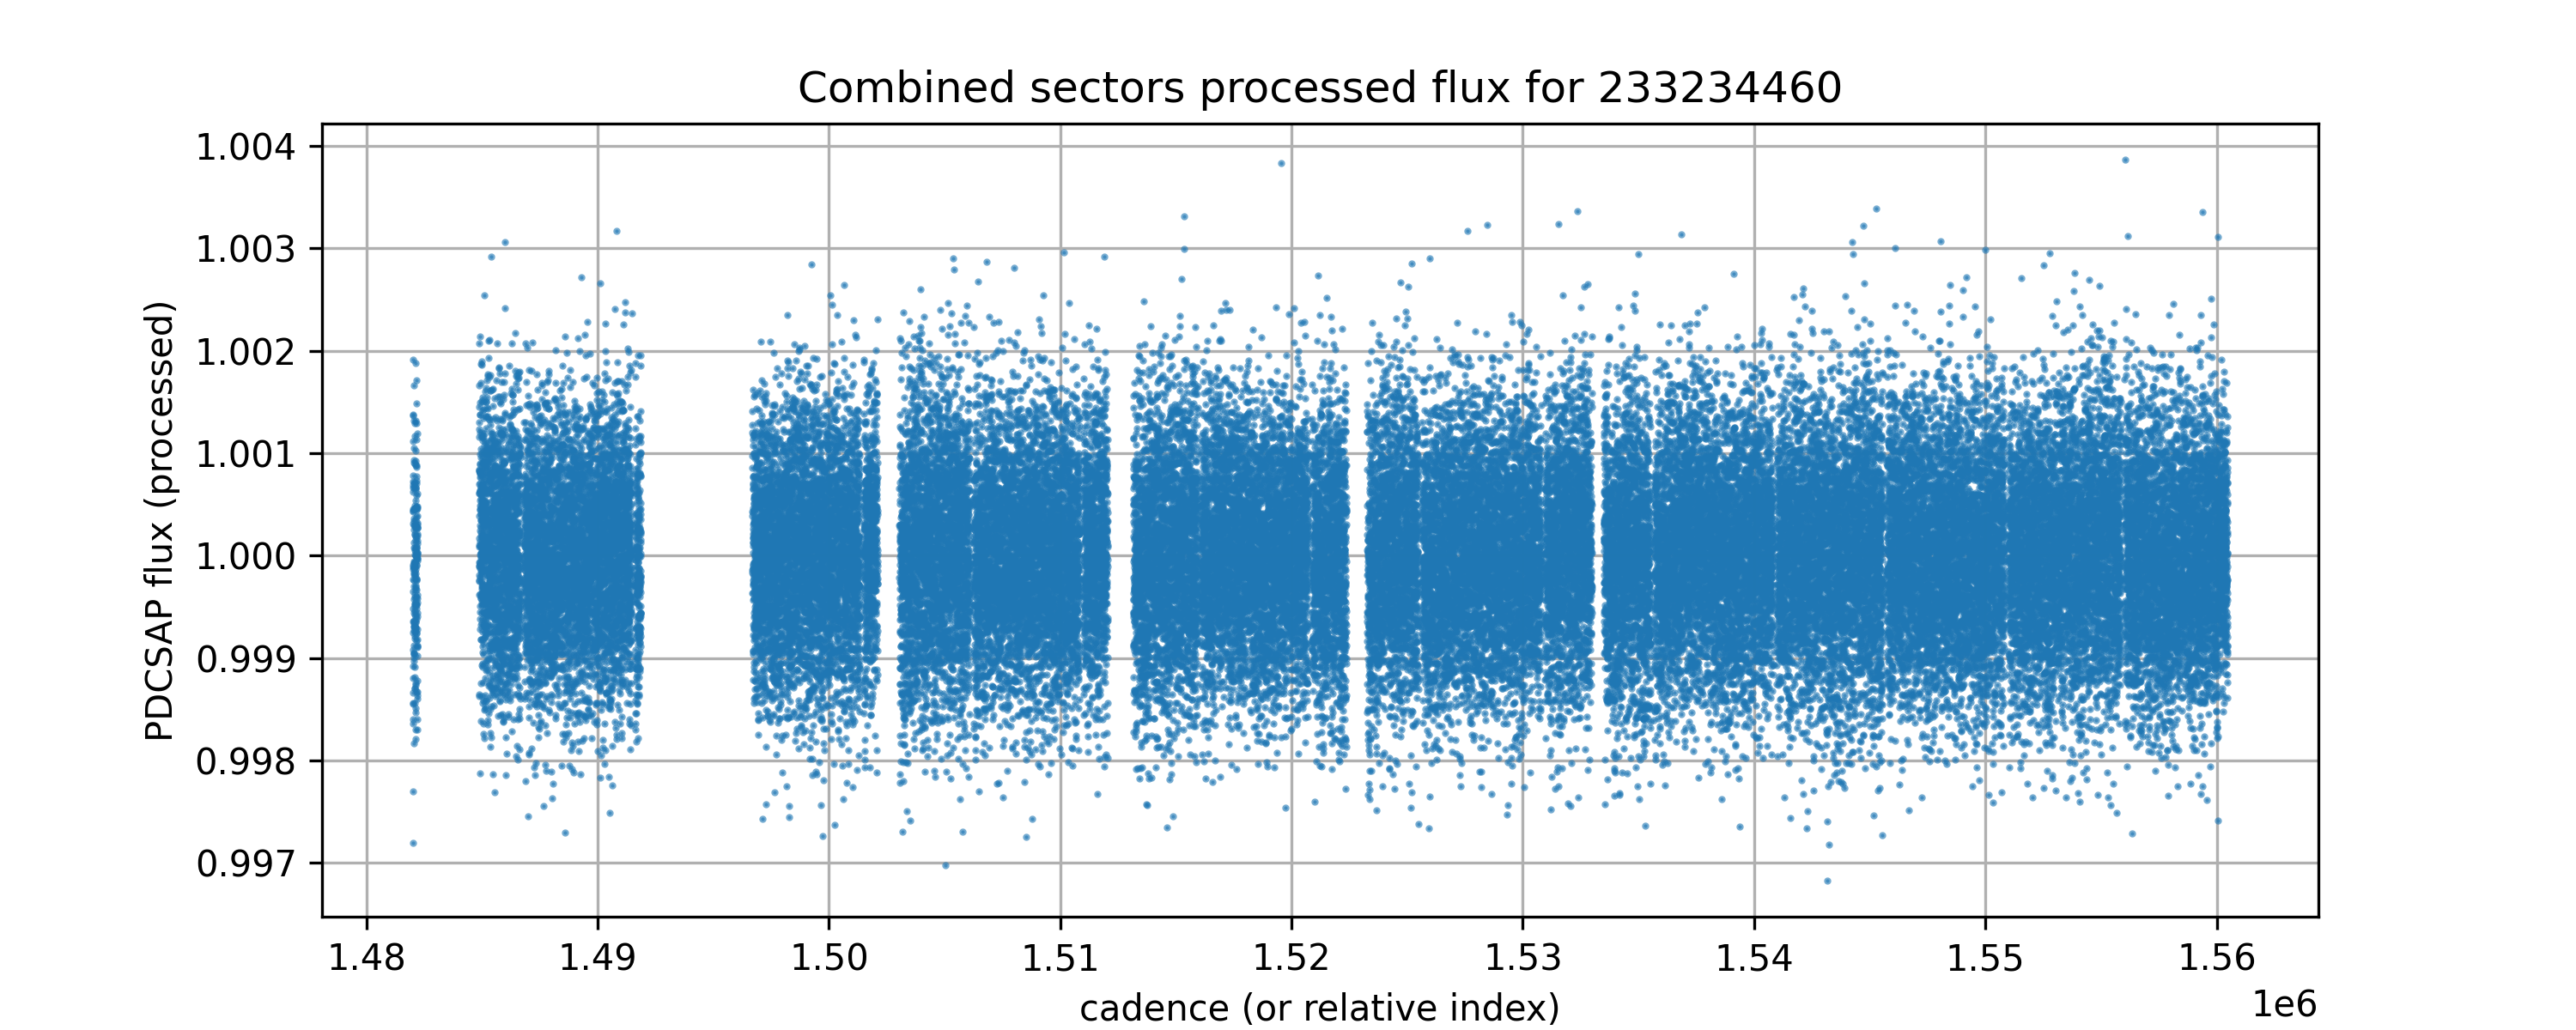 Combined sectors processed flux for 233234460
PDCSAP flux (processed)
1.004
1.003
1.002
1.001
1.000
0.999
0.998
0.997
1.48 1.49 1.50 1.51 1.52 1.53 1.54 1.55 1.56
1e6
cadence (or relative index)